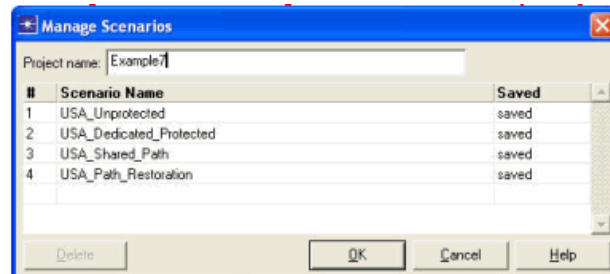 Manage Scenarios
Project name: Example7
# Scenario Name Saved
1 USA_Unprotected saved
2 USA_Dedicated_Protected saved
3 USA_Shared_Path saved
4 USA_Path_Restoration saved
Delete OK Cancel Help